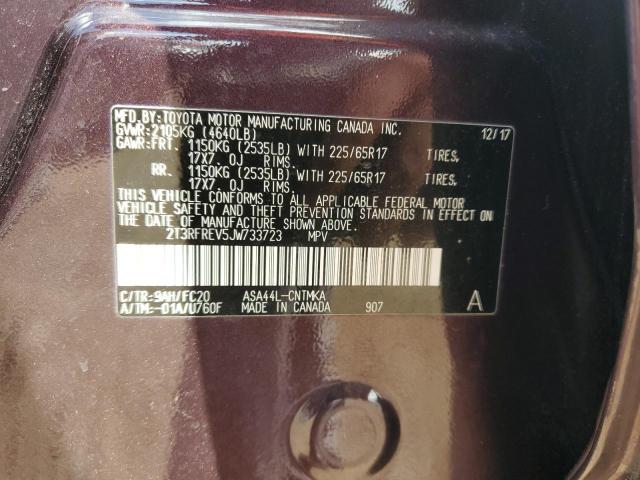 MFD.BY:TOYOTA MOTOR MANUFACTURING CANADA INC. 12/17
GVWR:2105KG (4640LB)
GAWR:FRT. 1150KG (2535LB) WITH 225/65R17 TIRES,
17X7. 0J RIMS.
RR. 1150KG (2535LB) WITH 225/65R17 TIRES,
17X7. 0J RIMS.
THIS VEHICLE CONFORMS TO ALL APPLICABLE FEDERAL MOTOR
VEHICLE SAFETY AND THEFT PREVENTION STANDARDS IN EFFECT ON
THE DATE OF MANUFACTURE SHOWN ABOVE.
2T3RFREV5JW733723 MPV
C/TR:9AH/FC20 ASA44L-CNTMKA
A/TM:-01A/U760F MADE IN CANADA 907 A